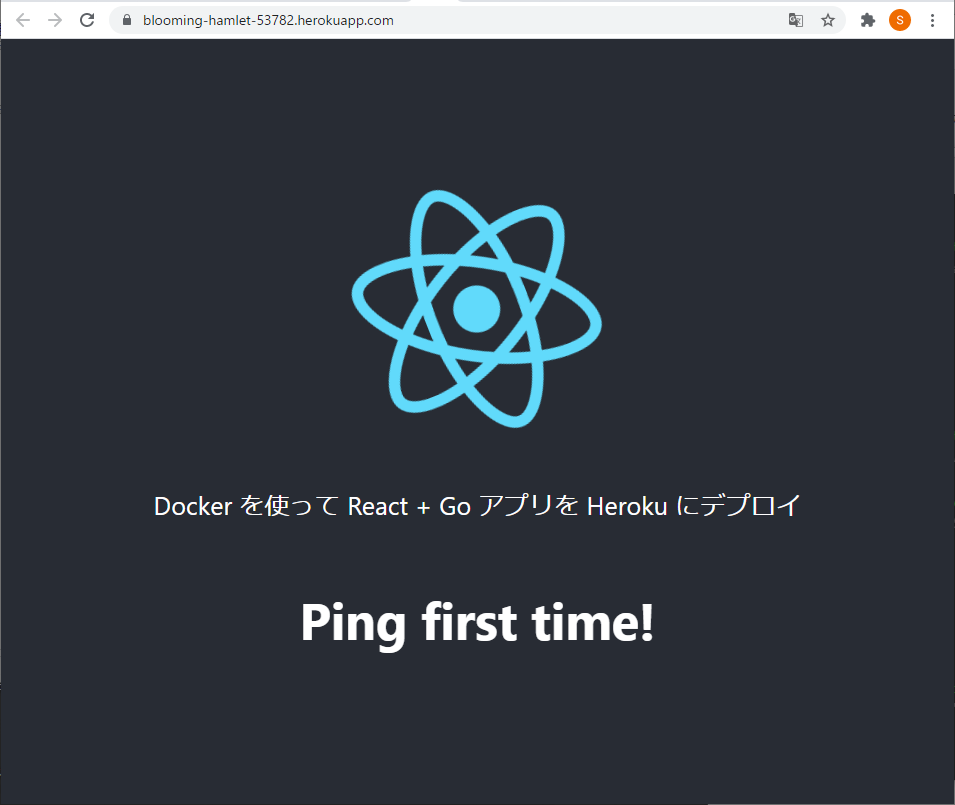 blooming-hamlet-53782.herokuapp.com
S
Docker を使って React + Go アプリを Heroku にデプロイ
Ping first time!